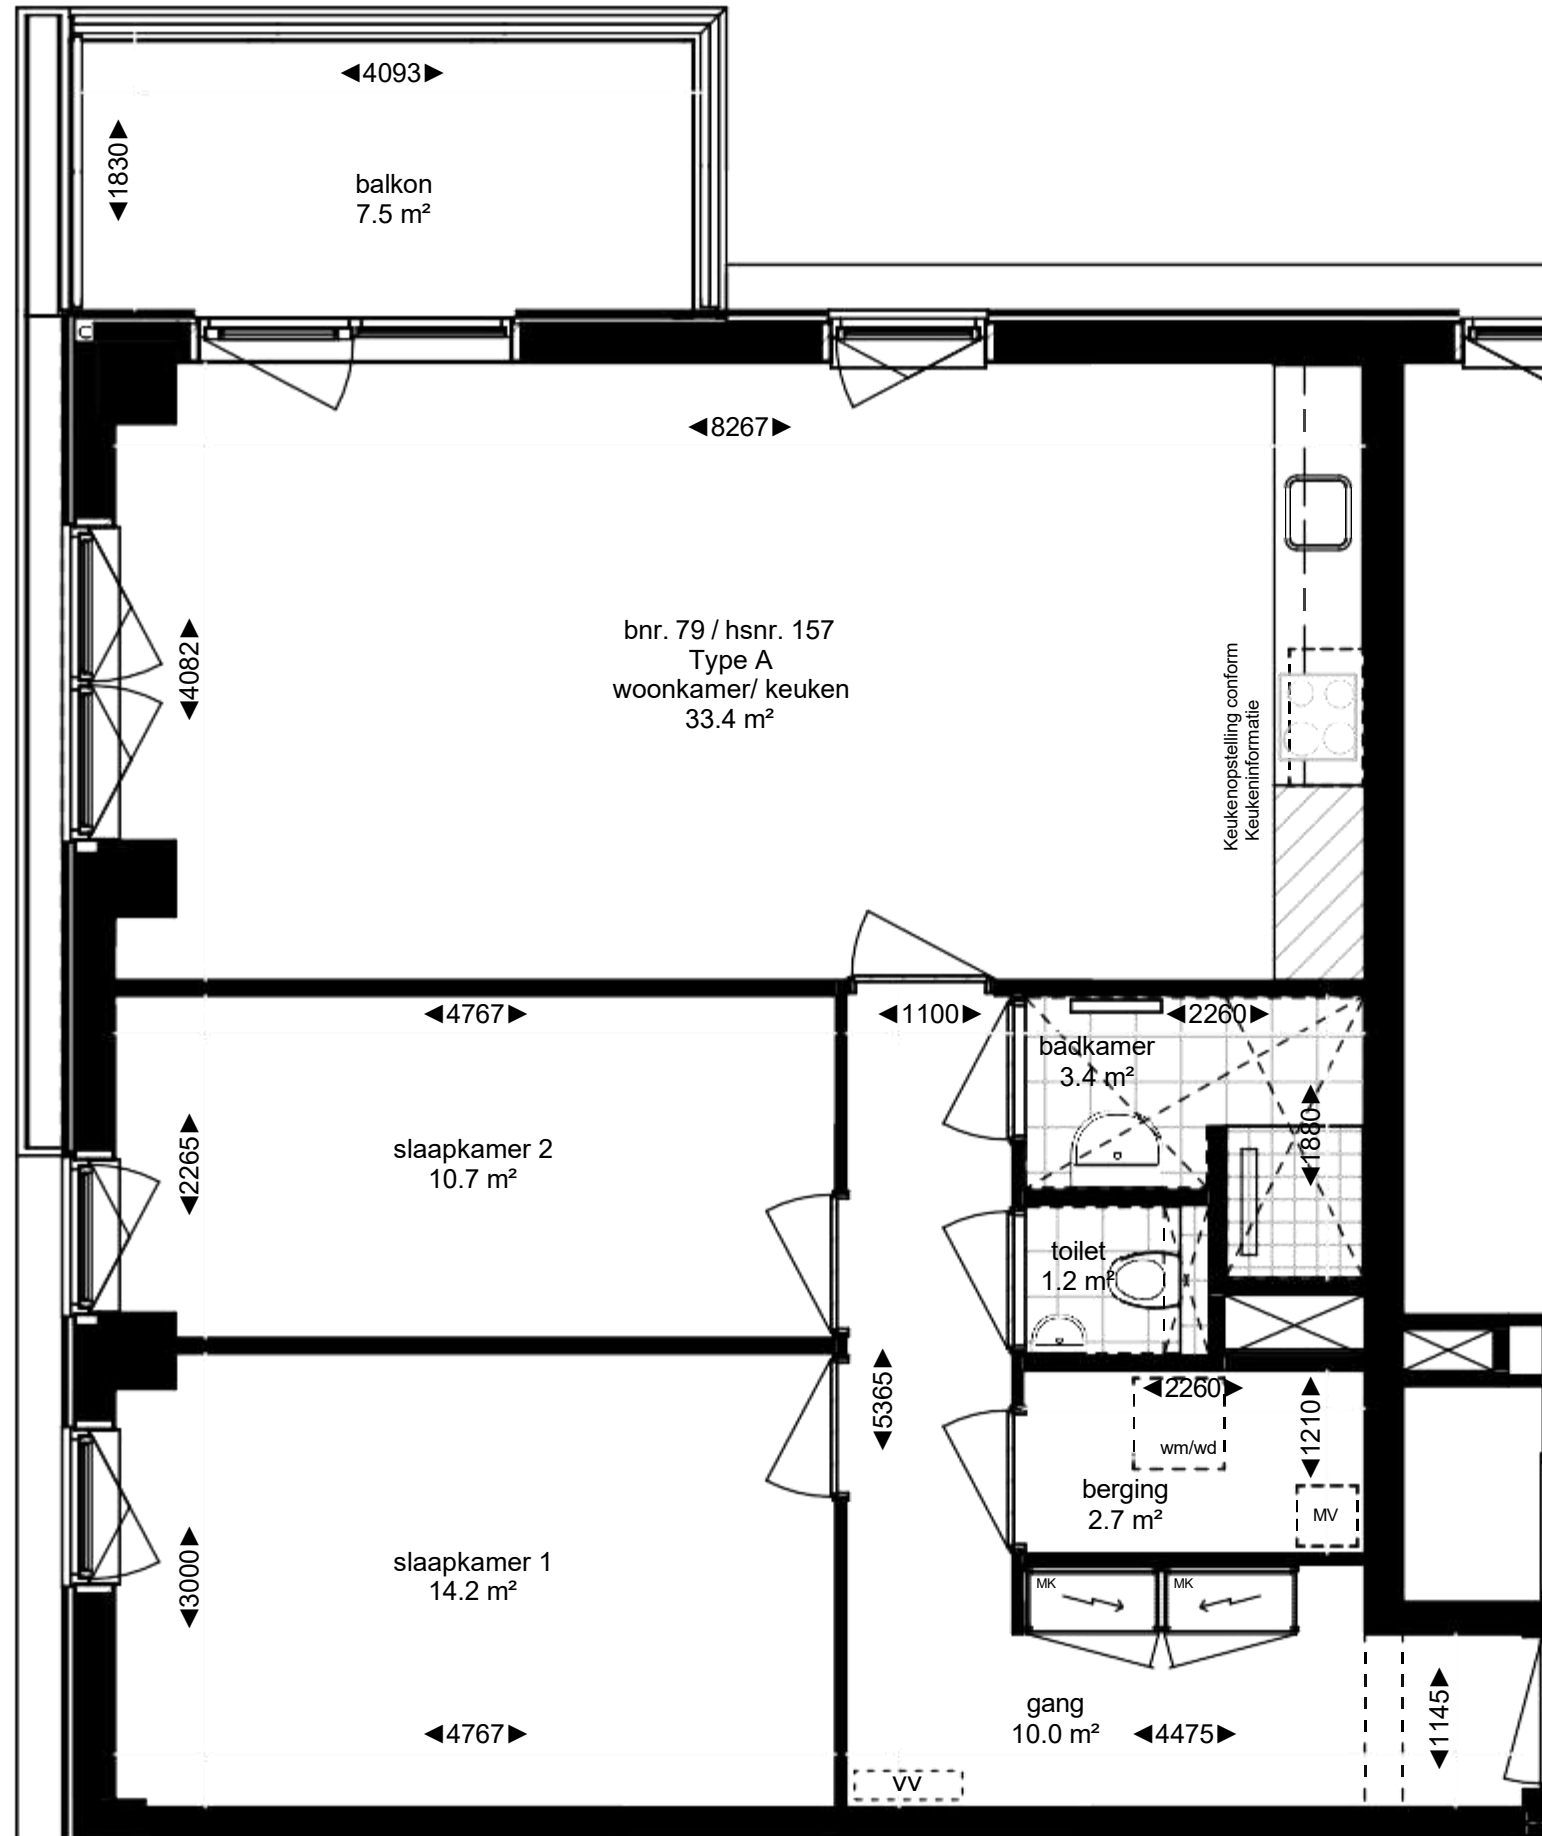 4093
1830
balkon
7.5 m²
8267
4082
bnr. 79 / hsnr. 157
Type A
woonkamer/ keuken
33.4 m²
Keukenopstelling conform
Keukeninformatie
4767
1100
2260
badkamer
3.4 m²
1880
2265
slaapkamer 2
10.7 m²
toilet
1.2 m²
5365
2260
1210
wm/wd
berging
2.7 m²
MV
3000
slaapkamer 1
14.2 m²
MK
MK
gang
10.0 m²
4475
1145
4767
VV